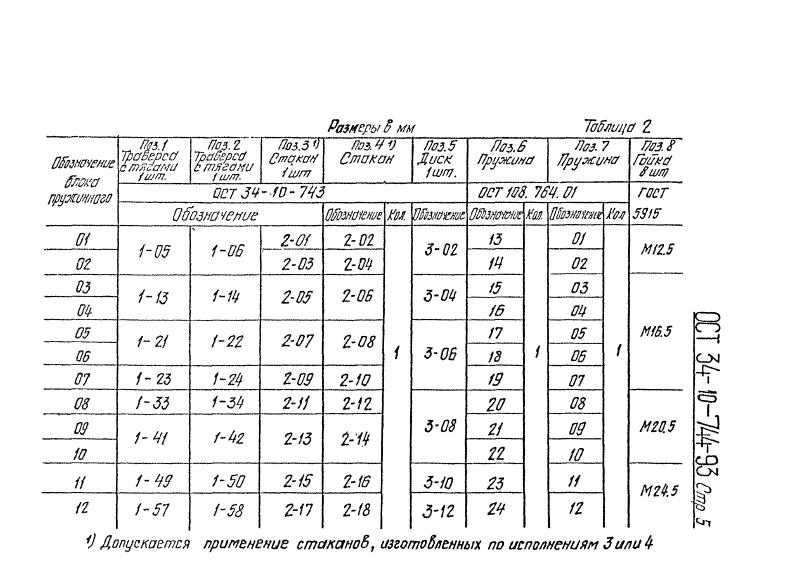 Размеры в мм Таблица 2
Обозначение блока пружинного | Поз.1 Траверса с тягами 1 шт. | Поз.2 Траверса с тягами 1 шт. | Поз.3 1) Стакан 1 шт | Поз.4 1) Стакан | Поз.5 Диск 1 шт. | Поз.6 Пружина | Поз.7 Пружина | Поз.8 Гайка 8 шт
ОСТ 34-10-743 | ОСТ 108.764.01 | ГОСТ 5915
Обозначение | Обозначение | Кол. | Обозначение | Обозначение | Кол. | Обозначение | Кол
01 | 1-05 | 1-06 | 2-01 | 2-02 | 1 | 3-02 | 13 | 1 | 01 | 1 | М12.5
02 | 2-03 | 2-04 | 14 | 02
03 | 1-13 | 1-14 | 2-05 | 2-06 | 3-04 | 15 | 03 | М16.5
04 | 16 | 04
05 | 1-21 | 1-22 | 2-07 | 2-08 | 3-06 | 17 | 05
06 | 18 | 06
07 | 1-23 | 1-24 | 2-09 | 2-10 | 19 | 07
08 | 1-33 | 1-34 | 2-11 | 2-12 | 3-08 | 20 | 08 | М20,5
09 | 1-41 | 1-42 | 2-13 | 2-14 | 21 | 09
10 | 22 | 10
11 | 1-49 | 1-50 | 2-15 | 2-16 | 3-10 | 23 | 11 | М24.5
12 | 1-57 | 1-58 | 2-17 | 2-18 | 3-12 | 24 | 12
1) Допускается применение стаканов, изготовленных по исполнениям 3 или 4
ОСТ 34-10-744-93 Стр. 5